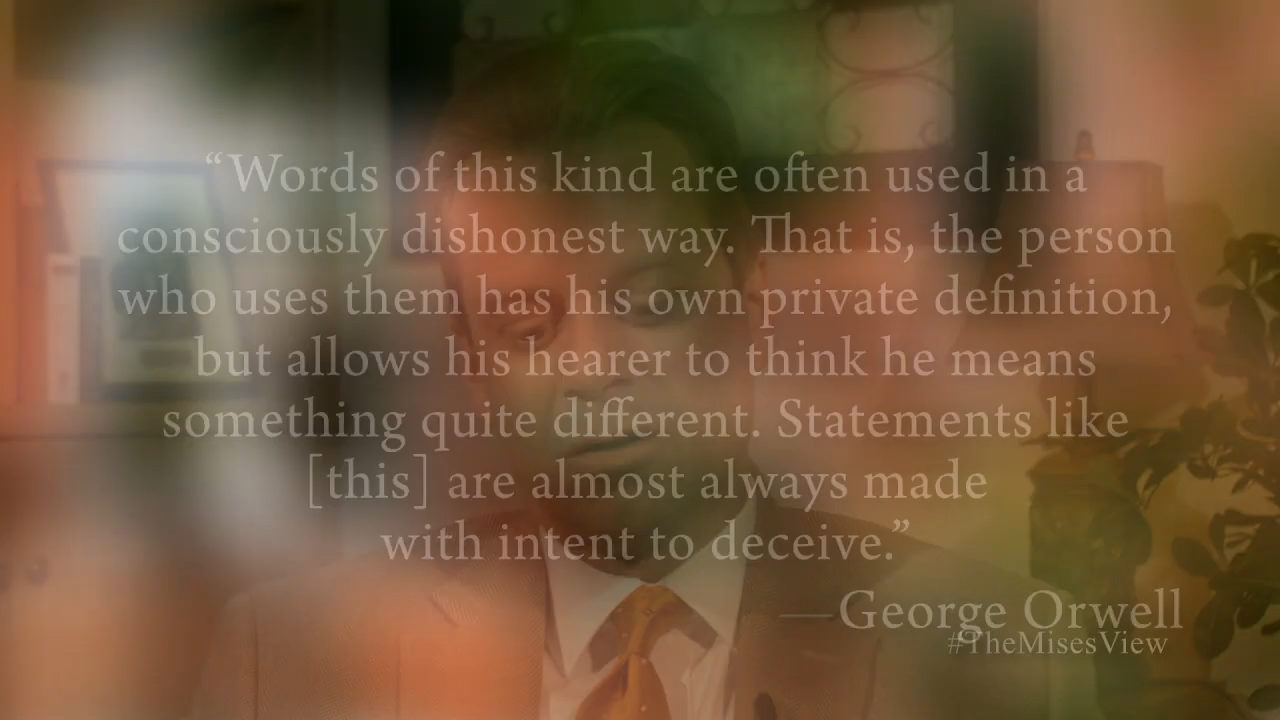 “Words of this kind are often used in a
consciously dishonest way. That is, the person
who uses them has his own private definition,
but allows his hearer to think he means
something quite different. Statements like
[this] are almost always made
with intent to deceive.”
—George Orwell
#TheMisesView